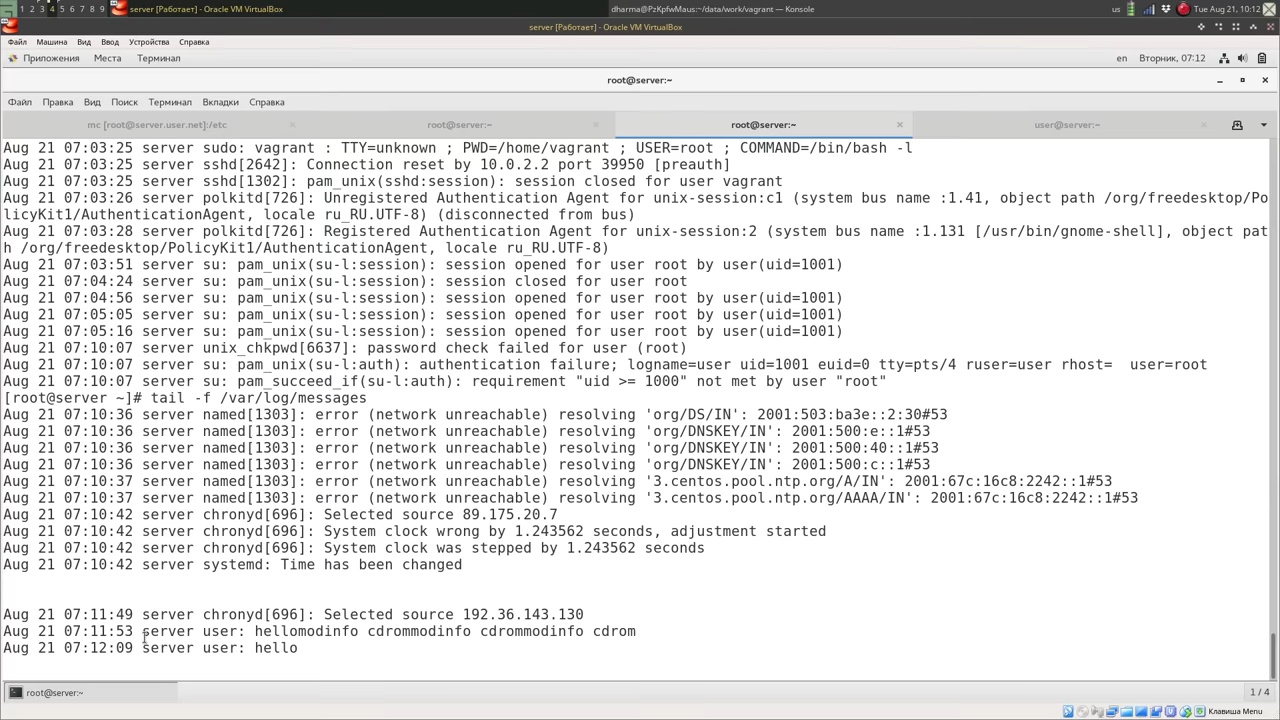 1 2 3 4 5 6 7 8 9 server [Работает] - Oracle VM VirtualBox dharma@PzKpfwMaus:~/data/work/vagrant — Konsole us Tue Aug 21, 10:12
server [Работает] - Oracle VM VirtualBox
Файл Машина Вид Ввод Устройства Справка
Приложения Места Терминал en Вторник, 07:12
root@server:~
Файл Правка Вид Поиск Терминал Вкладки Справка
mc [root@server.user.net]:/etc × root@server:~ × root@server:~ × user@server:~ ×
Aug 21 07:03:25 server sudo: vagrant : TTY=unknown ; PWD=/home/vagrant ; USER=root ; COMMAND=/bin/bash -l
Aug 21 07:03:25 server sshd[2642]: Connection reset by 10.0.2.2 port 39950 [preauth]
Aug 21 07:03:25 server sshd[1302]: pam_unix(sshd:session): session closed for user vagrant
Aug 21 07:03:26 server polkitd[726]: Unregistered Authentication Agent for unix-session:c1 (system bus name :1.41, object path /org/freedesktop/Po
licyKit1/AuthenticationAgent, locale ru_RU.UTF-8) (disconnected from bus)
Aug 21 07:03:28 server polkitd[726]: Registered Authentication Agent for unix-session:2 (system bus name :1.131 [/usr/bin/gnome-shell], object pat
h /org/freedesktop/PolicyKit1/AuthenticationAgent, locale ru_RU.UTF-8)
Aug 21 07:03:51 server su: pam_unix(su-l:session): session opened for user root by user(uid=1001)
Aug 21 07:04:24 server su: pam_unix(su-l:session): session closed for user root
Aug 21 07:04:56 server su: pam_unix(su-l:session): session opened for user root by user(uid=1001)
Aug 21 07:05:05 server su: pam_unix(su-l:session): session opened for user root by user(uid=1001)
Aug 21 07:05:16 server su: pam_unix(su-l:session): session opened for user root by user(uid=1001)
Aug 21 07:10:07 server unix_chkpwd[6637]: password check failed for user (root)
Aug 21 07:10:07 server su: pam_unix(su-l:auth): authentication failure; logname=user uid=1001 euid=0 tty=pts/4 ruser=user rhost=  user=root
Aug 21 07:10:07 server su: pam_succeed_if(su-l:auth): requirement "uid >= 1000" not met by user "root"
[root@server ~]# tail -f /var/log/messages
Aug 21 07:10:36 server named[1303]: error (network unreachable) resolving 'org/DS/IN': 2001:503:ba3e::2:30#53
Aug 21 07:10:36 server named[1303]: error (network unreachable) resolving 'org/DNSKEY/IN': 2001:500:e::1#53
Aug 21 07:10:36 server named[1303]: error (network unreachable) resolving 'org/DNSKEY/IN': 2001:500:40::1#53
Aug 21 07:10:36 server named[1303]: error (network unreachable) resolving 'org/DNSKEY/IN': 2001:500:c::1#53
Aug 21 07:10:37 server named[1303]: error (network unreachable) resolving '3.centos.pool.ntp.org/A/IN': 2001:67c:16c8:2242::1#53
Aug 21 07:10:37 server named[1303]: error (network unreachable) resolving '3.centos.pool.ntp.org/AAAA/IN': 2001:67c:16c8:2242::1#53
Aug 21 07:10:42 server chronyd[696]: Selected source 89.175.20.7
Aug 21 07:10:42 server chronyd[696]: System clock wrong by 1.243562 seconds, adjustment started
Aug 21 07:10:42 server chronyd[696]: System clock was stepped by 1.243562 seconds
Aug 21 07:10:42 server systemd: Time has been changed
Aug 21 07:11:49 server chronyd[696]: Selected source 192.36.143.130
Aug 21 07:11:53 server user: hellomodinfo cdrommodinfo cdrommodinfo cdrom
Aug 21 07:12:09 server user: hello
root@server:~ 1 / 4
Клавиша Menu